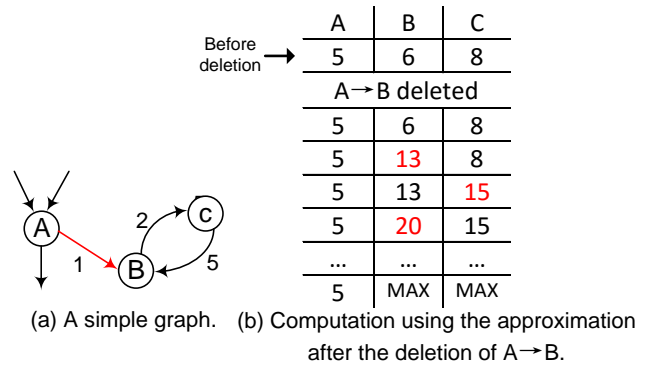 A B C
Before deletion 5 6 8
A→B deleted
5 6 8
5 13 8
5 13 15
5 20 15
... ... ...
5 MAX MAX
A
B
c
1
2
5
(a) A simple graph.
(b) Computation using the approximation
after the deletion of A→B.